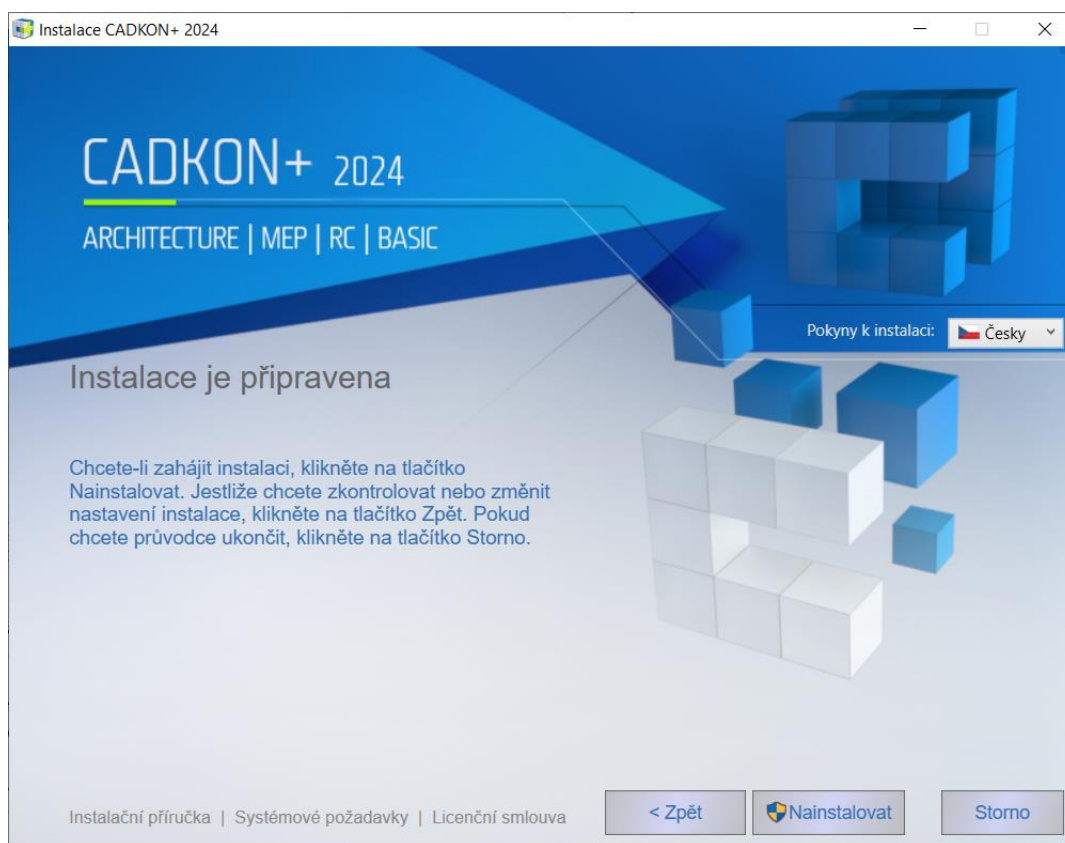 Instalace CADKON+ 2024
CADKON+ 2024
ARCHITECTURE | MEP | RC | BASIC
Pokyny k instalaci:
Česky
Instalace je připravena
Chcete-li zahájit instalaci, klikněte na tlačítko
Nainstalovat. Jestliže chcete zkontrolovat nebo změnit
nastavení instalace, klikněte na tlačítko Zpět. Pokud
chcete průvodce ukončit, klikněte na tlačítko Storno.
Instalační příručka | Systémové požadavky | Licenční smlouva
< Zpět
Nainstalovat
Storno